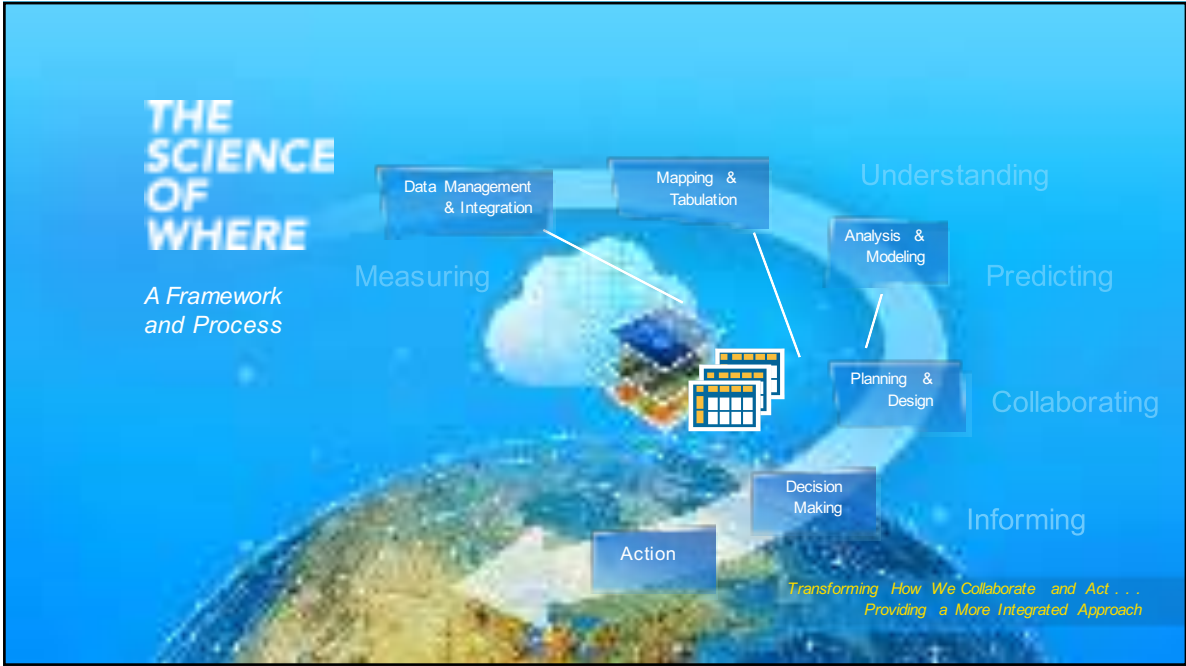 THE
SCIENCE
OF
WHERE
A Framework
and Process
Data Management
& Integration
Mapping &
Tabulation
Understanding
Analysis &
Modeling
Measuring
Predicting
Planning &
Design
Collaborating
Decision
Making
Informing
Action
Transforming How We Collaborate and Act . . .
Providing a More Integrated Approach